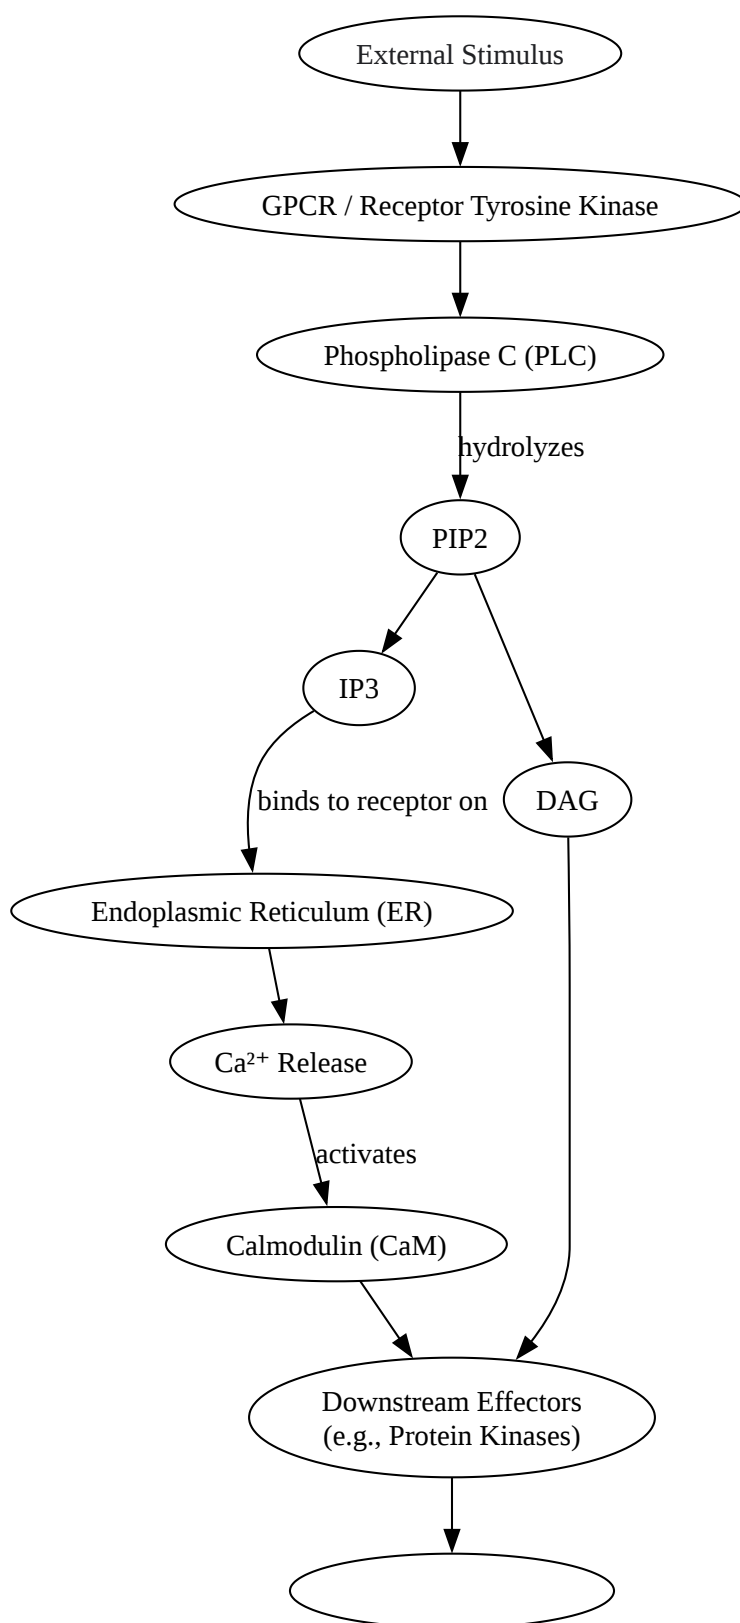 External Stimulus
GPCR / Receptor Tyrosine Kinase
Phospholipase C (PLC)
hydrolyzes
PIP2
IP3
binds to receptor on
DAG
Endoplasmic Reticulum (ER)
Ca²⁺ Release
activates
Calmodulin (CaM)
Downstream Effectors
(e.g., Protein Kinases)